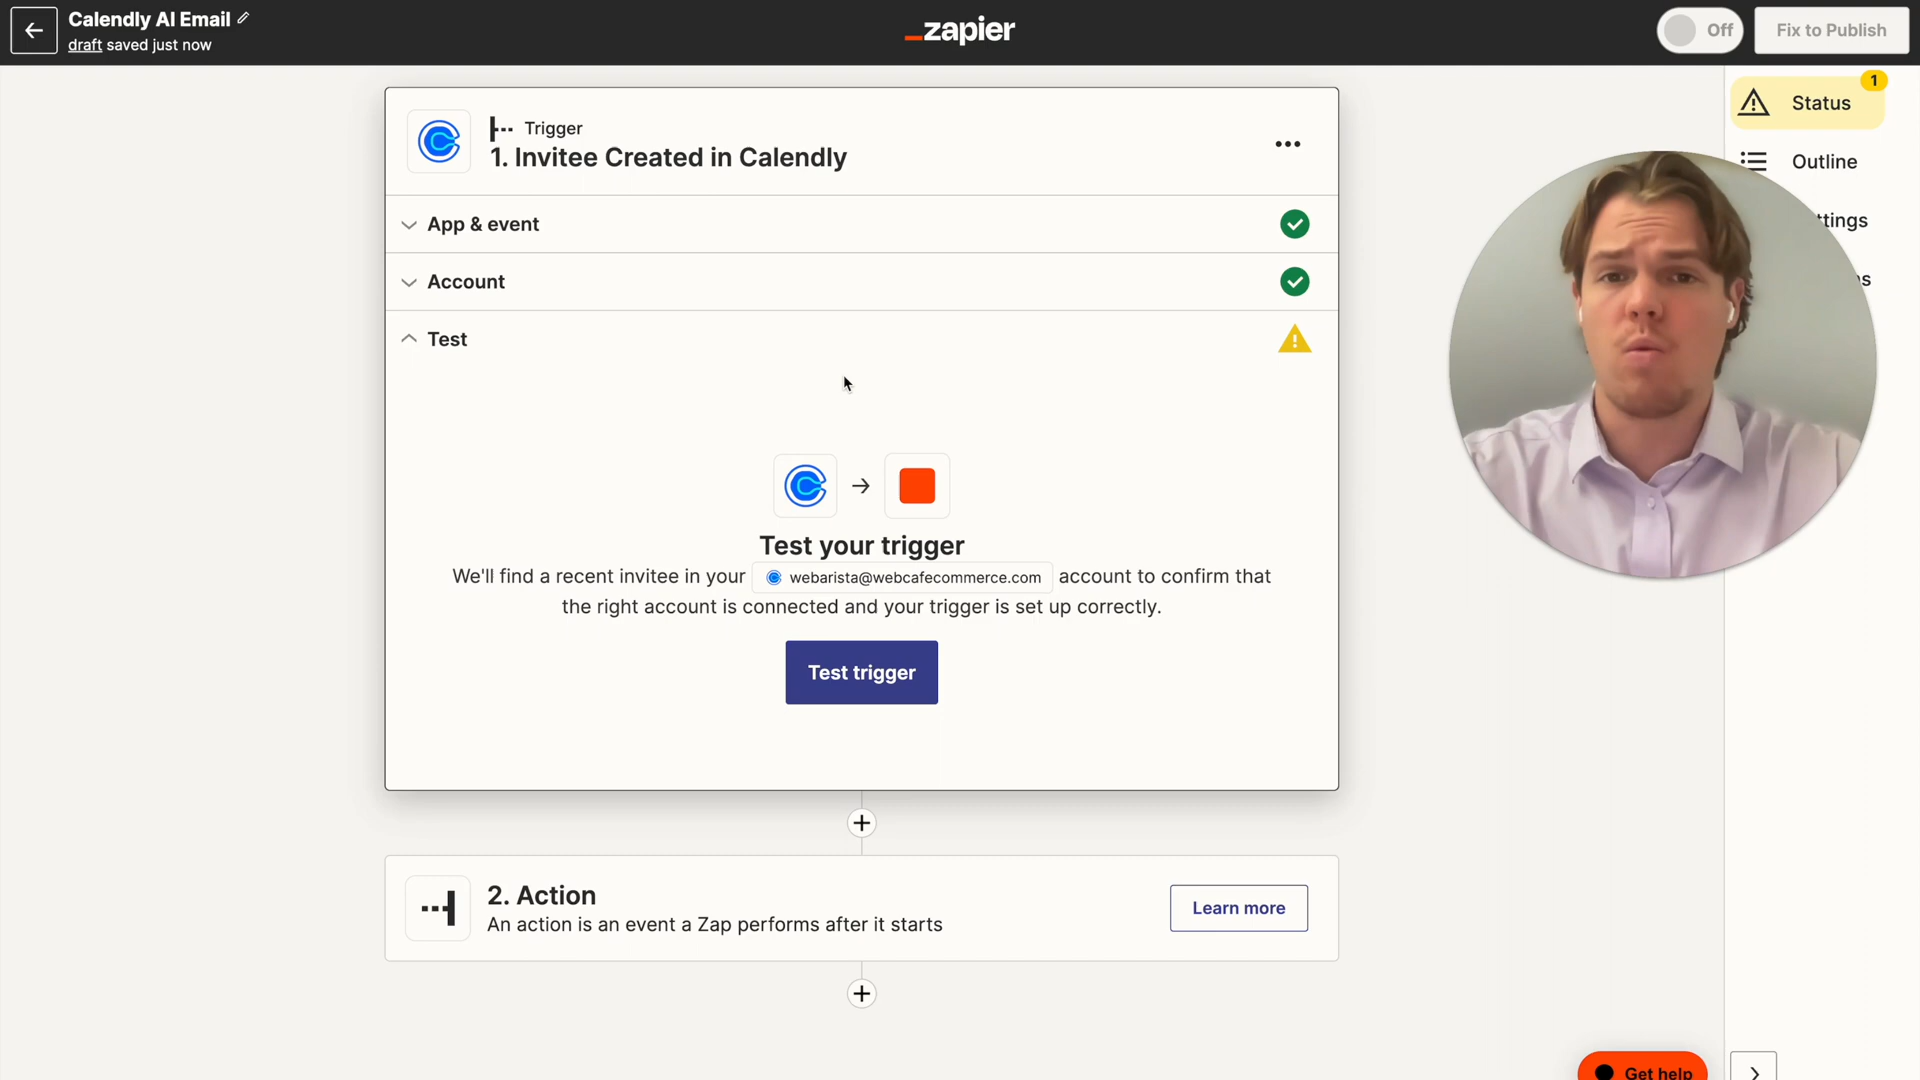 Calendly AI Email
draft saved just now
zapier
Off
Fix to Publish
Trigger
1. Invitee Created in Calendly
App & event
Account
Test
Test your trigger
We'll find a recent invitee in your webarista@webcafecommerce.com account to confirm that
the right account is connected and your trigger is set up correctly.
Test trigger
2. Action
An action is an event a Zap performs after it starts
Learn more
1
Status
Outline
Get help